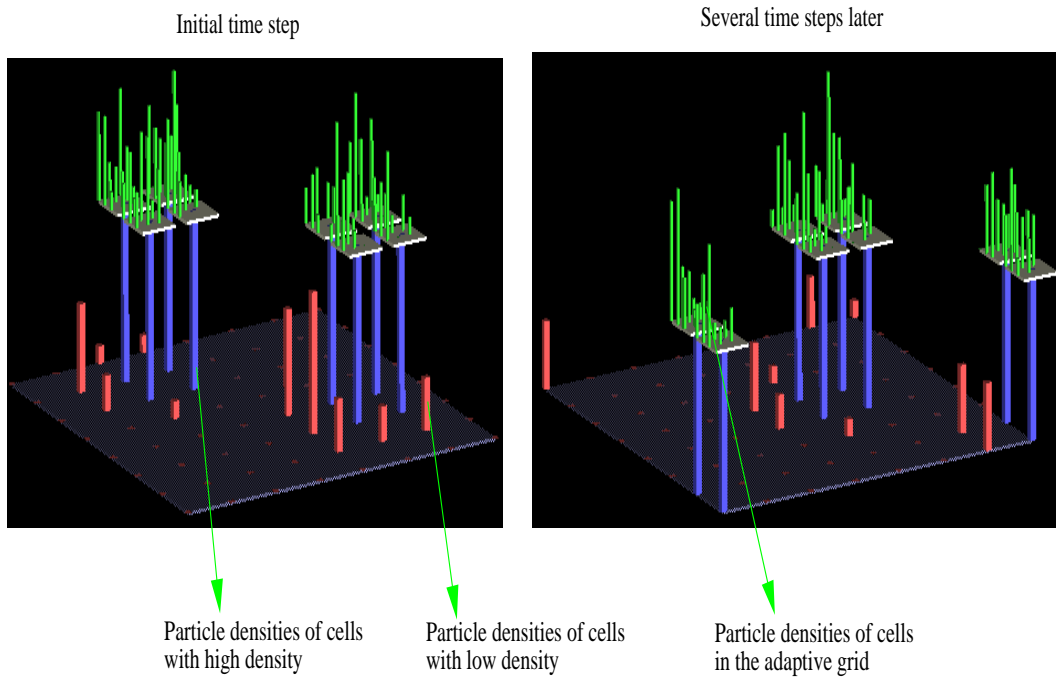 Initial time step
Several time steps later
Particle densities of cells
with high density
Particle densities of cells
with low density
Particle densities of cells
in the adaptive grid